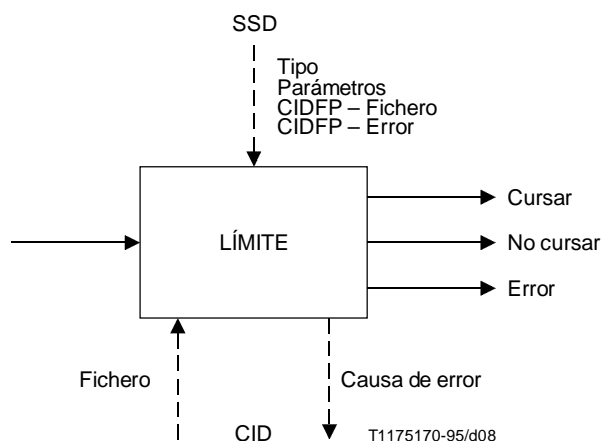 SSD
Tipo
Parámetros
CIDFP – Fichero
CIDFP – Error
Cursar
LÍMITE
No cursar
Error
Fichero
Causa de error
CID
T1175170-95/d08